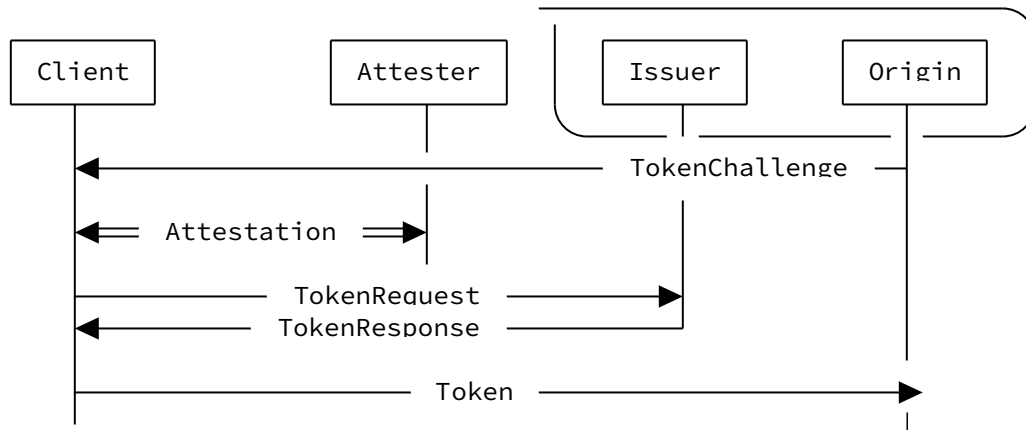 Client Attester Issuer Origin
TokenChallenge
Attestation
TokenRequest
TokenResponse
Token